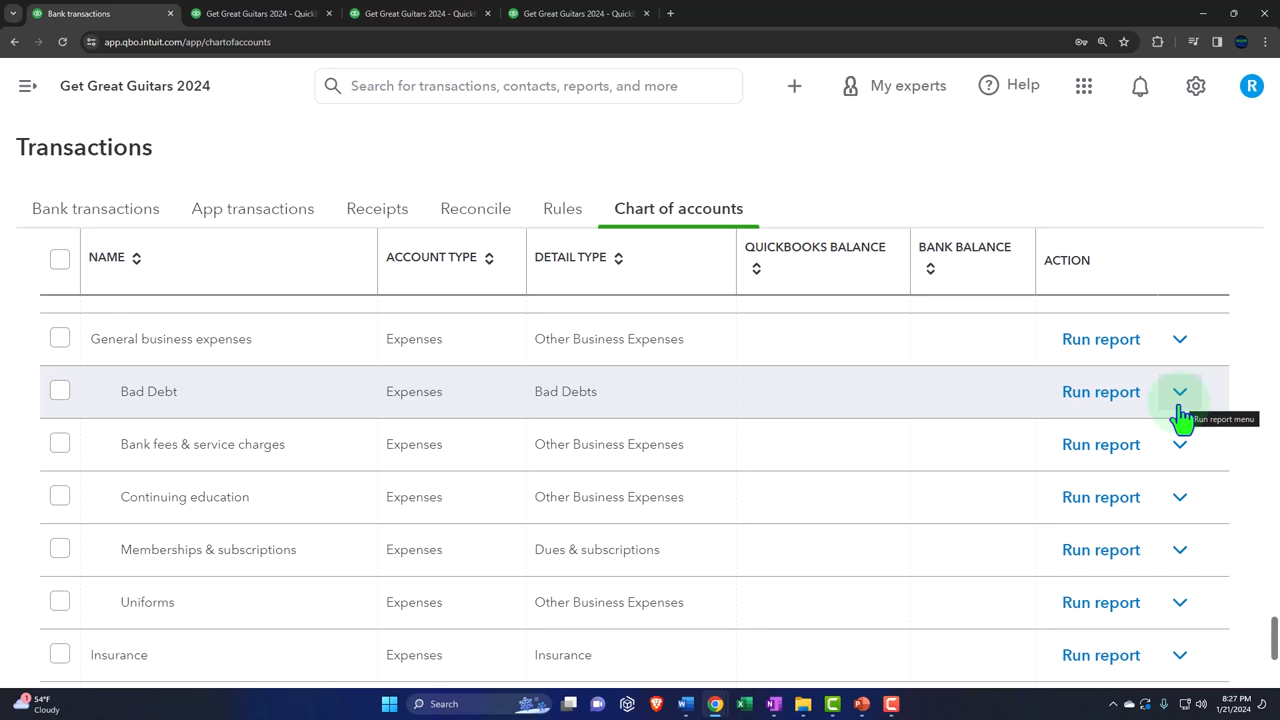 Bank transactions
Get Great Guitars 2024 - QuickB
Get Great Guitars 2024 - QuickB
Get Great Guitars 2024 - QuickB
app.qbo.intuit.com/app/chartofaccounts
Get Great Guitars 2024
Search for transactions, contacts, reports, and more
My experts
Help
R
Transactions
Bank transactions App transactions Receipts Reconcile Rules Chart of accounts
NAME ACCOUNT TYPE DETAIL TYPE QUICKBOOKS BALANCE BANK BALANCE ACTION
General business expenses Expenses Other Business Expenses Run report
Bad Debt Expenses Bad Debts Run report
Run report menu
Bank fees & service charges Expenses Other Business Expenses Run report
Continuing education Expenses Other Business Expenses Run report
Memberships & subscriptions Expenses Dues & subscriptions Run report
Uniforms Expenses Other Business Expenses Run report
Insurance Expenses Insurance Run report
54°F
Cloudy
Search
8:27 PM
1/21/2024